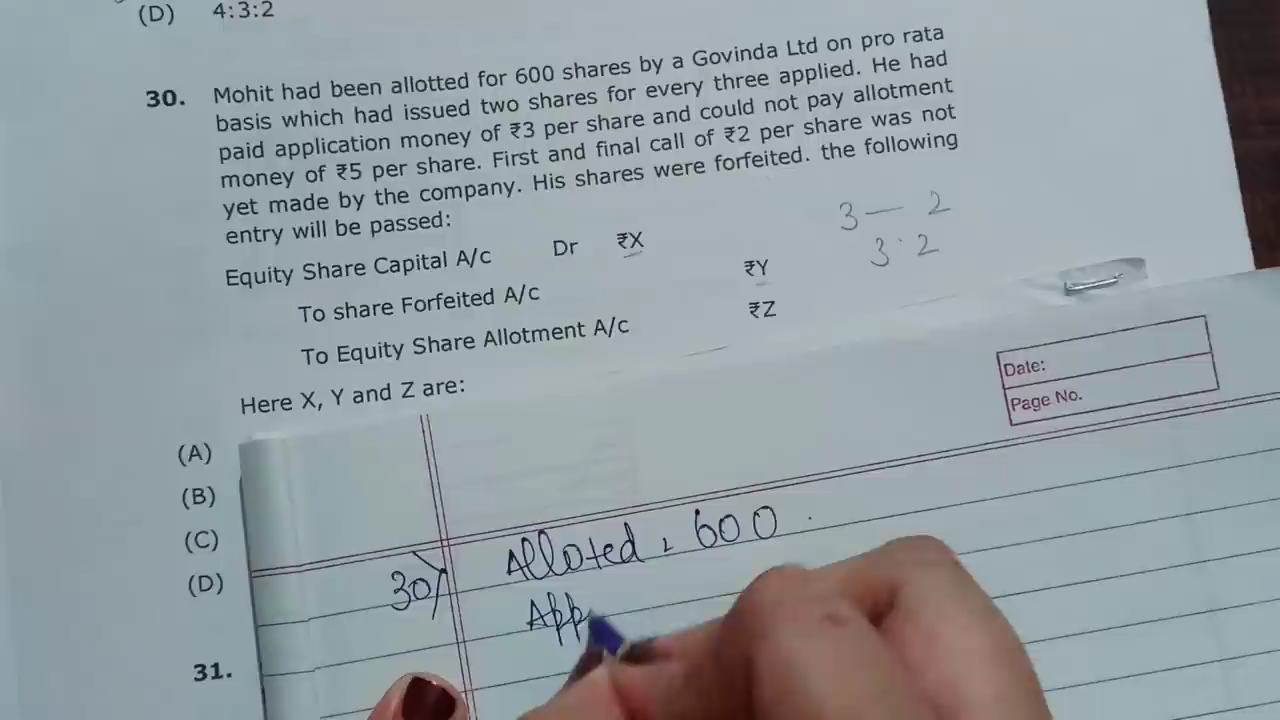 (D) 4:3:2
30. Mohit had been allotted for 600 shares by a Govinda Ltd on pro rata
basis which had issued two shares for every three applied. He had
paid application money of ₹3 per share and could not pay allotment
money of ₹5 per share. First and final call of ₹2 per share was not
yet made by the company. His shares were forfeited. the following
entry will be passed:
3 — 2
3 : 2
Equity Share Capital A/c Dr ₹X
To share Forfeited A/c ₹Y
To Equity Share Allotment A/c ₹Z
Here X, Y and Z are:
Date:
Page No.
(A)
(B)
(C)
(D)
30) Alloted = 600
App
31.